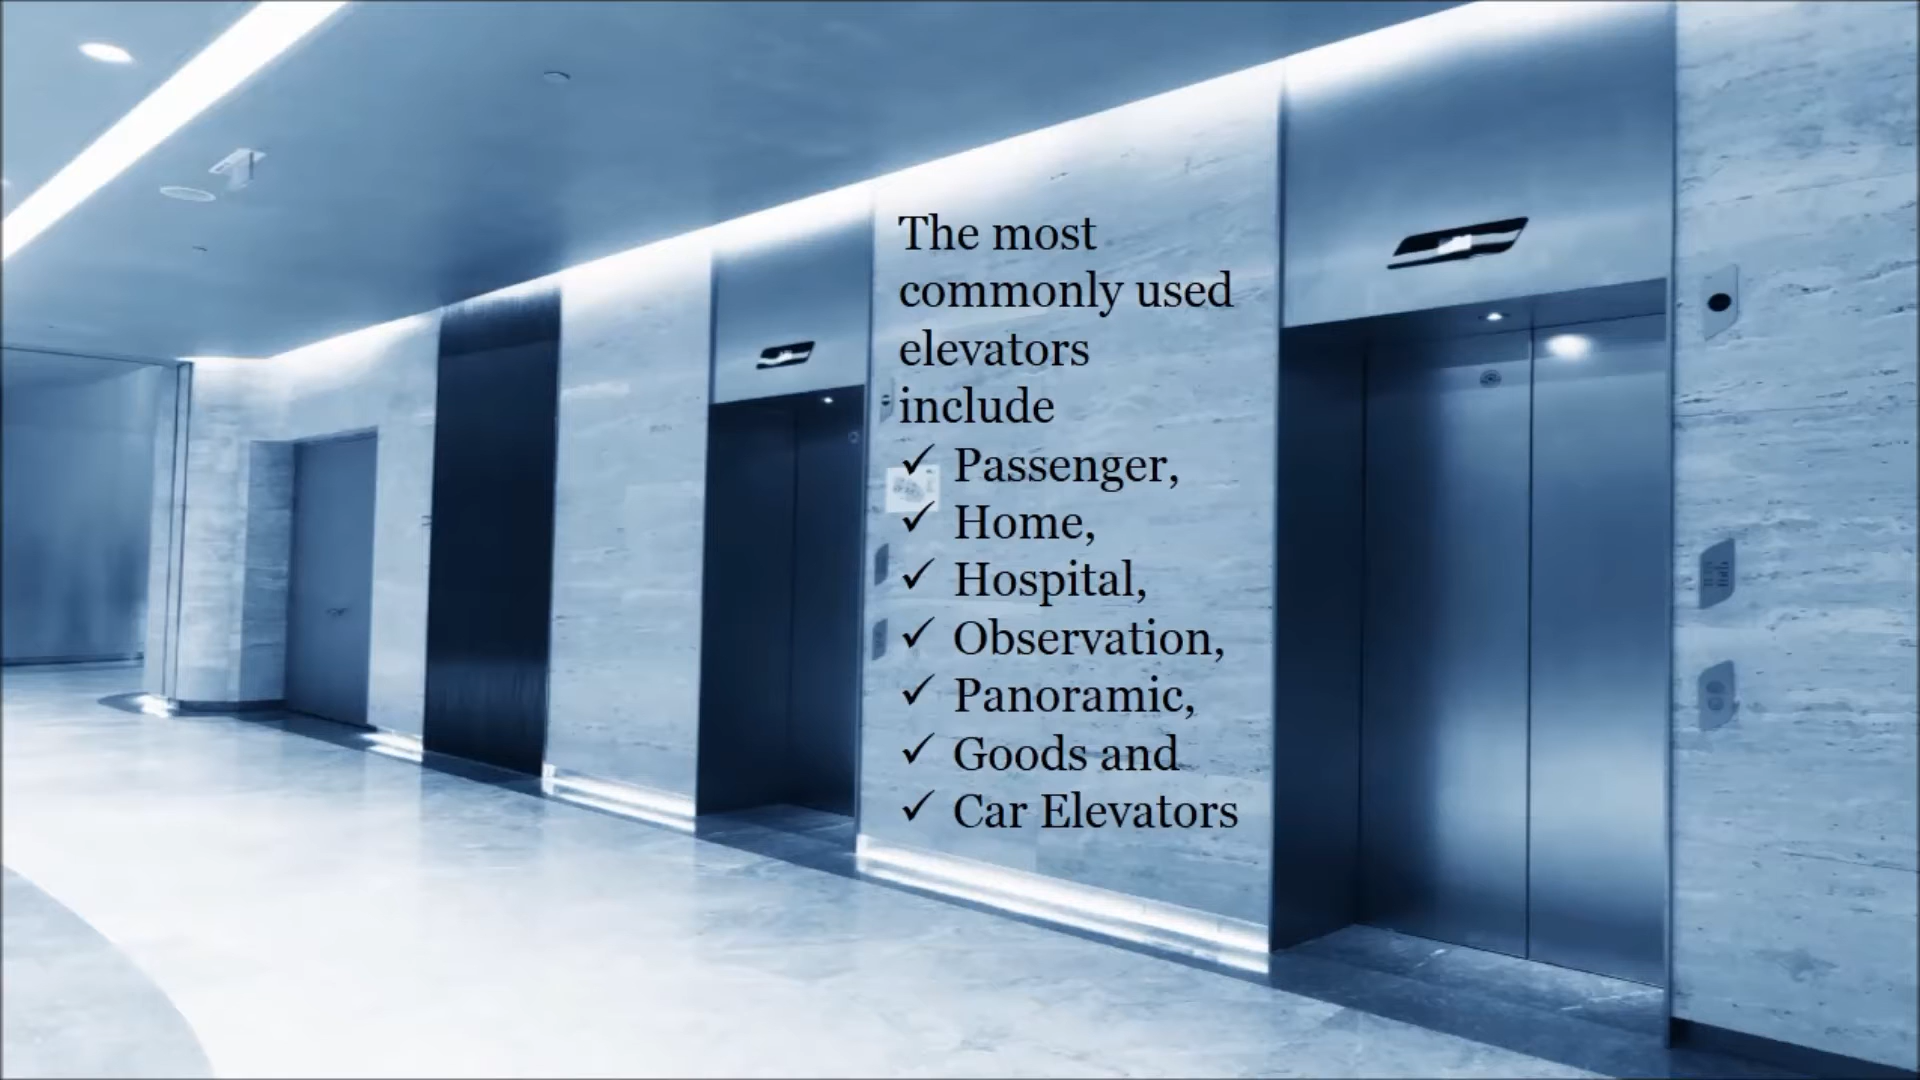 The most
commonly used
elevators
include
✓ Passenger,
✓ Home,
✓ Hospital,
✓ Observation,
✓ Panoramic,
✓ Goods and
✓ Car Elevators